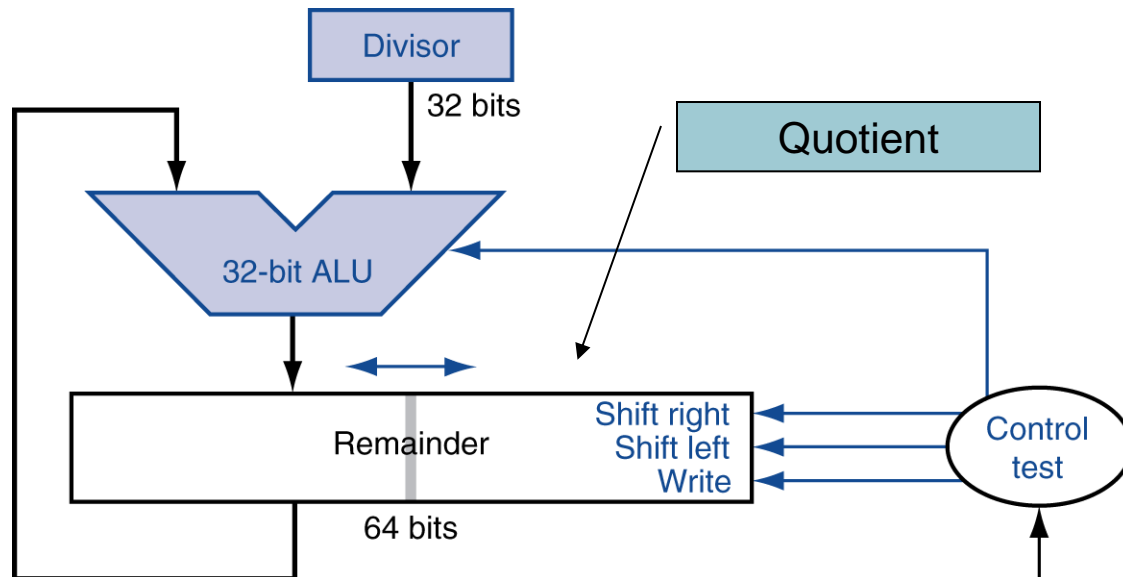 Divisor
32 bits
Quotient
32-bit ALU
Remainder
Shift right
Shift left
Write
Control
test
64 bits